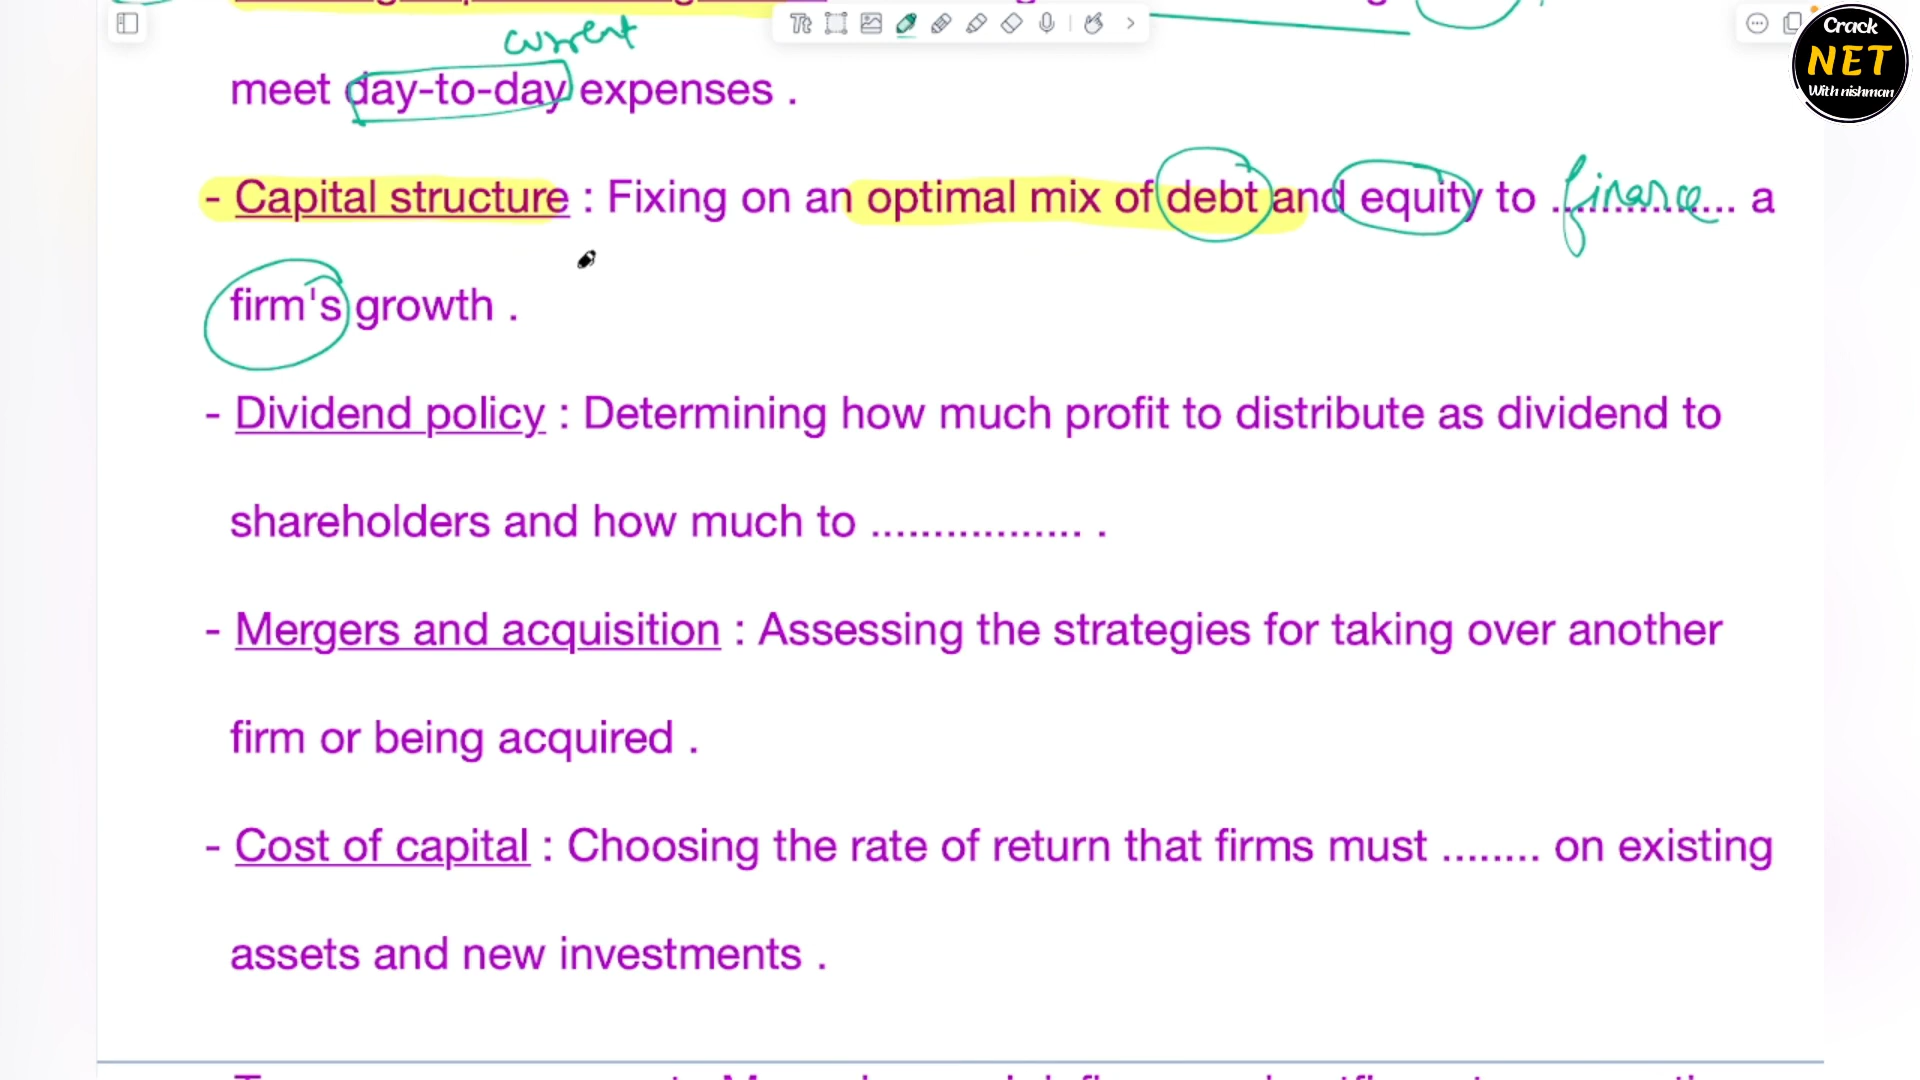 current
meet day-to-day expenses .
- Capital structure : Fixing on an optimal mix of debt and equity to ...finance... a
firm's growth .
- Dividend policy : Determining how much profit to distribute as dividend to
shareholders and how much to ................. .
- Mergers and acquisition : Assessing the strategies for taking over another
firm or being acquired .
- Cost of capital : Choosing the rate of return that firms must ........ on existing
assets and new investments .
Crack
NET
With nishman